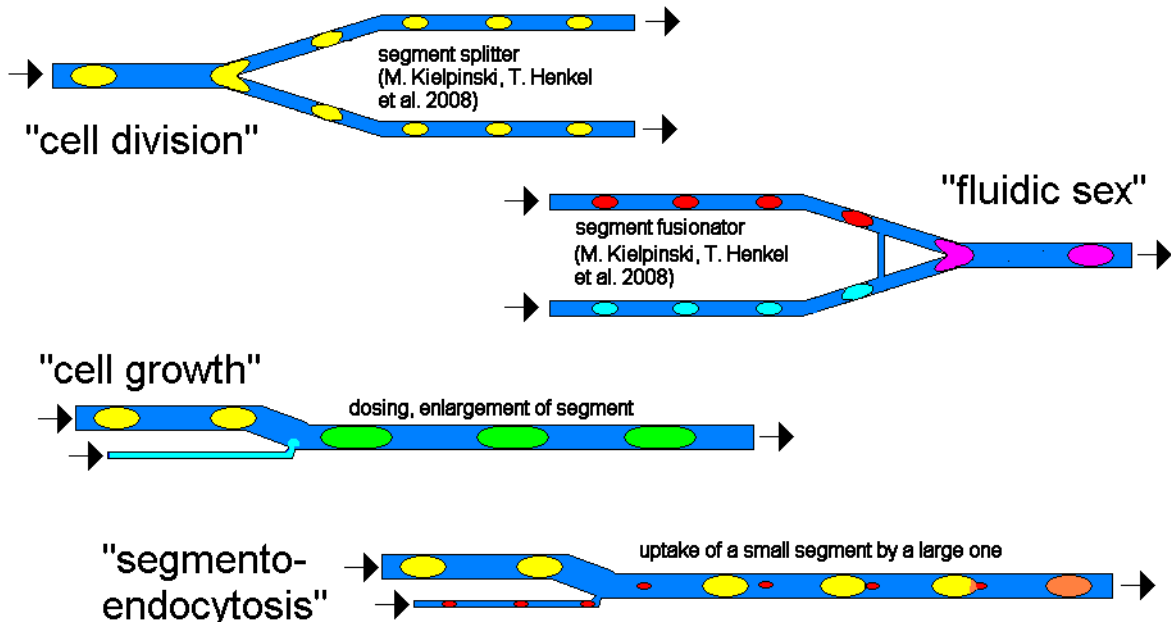 segment splitter
(M. Kielpinski, T. Henkel
et al. 2008)
"cell division"
"fluidic sex"
segment fusionator
(M. Kielpinski, T. Henkel
et al. 2008)
"cell growth"
dosing, enlargement of segment
"segmento-
endocytosis"
uptake of a small segment by a large one